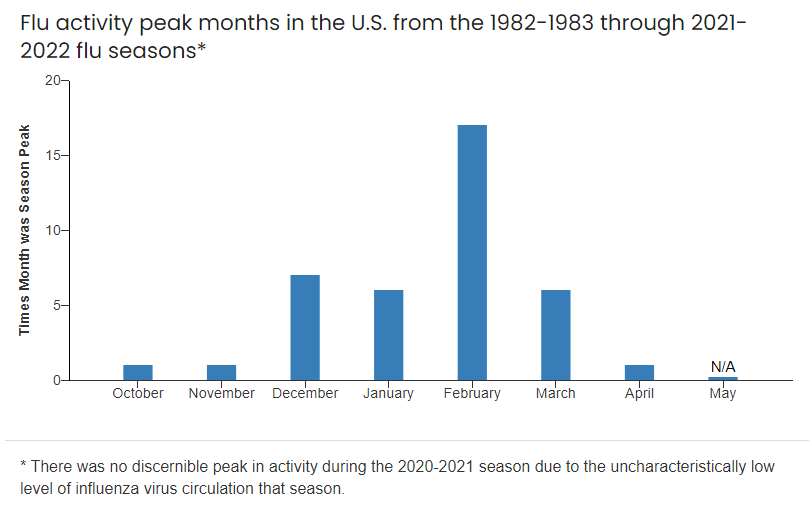 Flu activity peak months in the U.S. from the 1982-1983 through 2021-
2022 flu seasons*
20
15
10
5
0
Times Month was Season Peak
N/A
October November December January February March April May
* There was no discernible peak in activity during the 2020-2021 season due to the uncharacteristically low
level of influenza virus circulation that season.